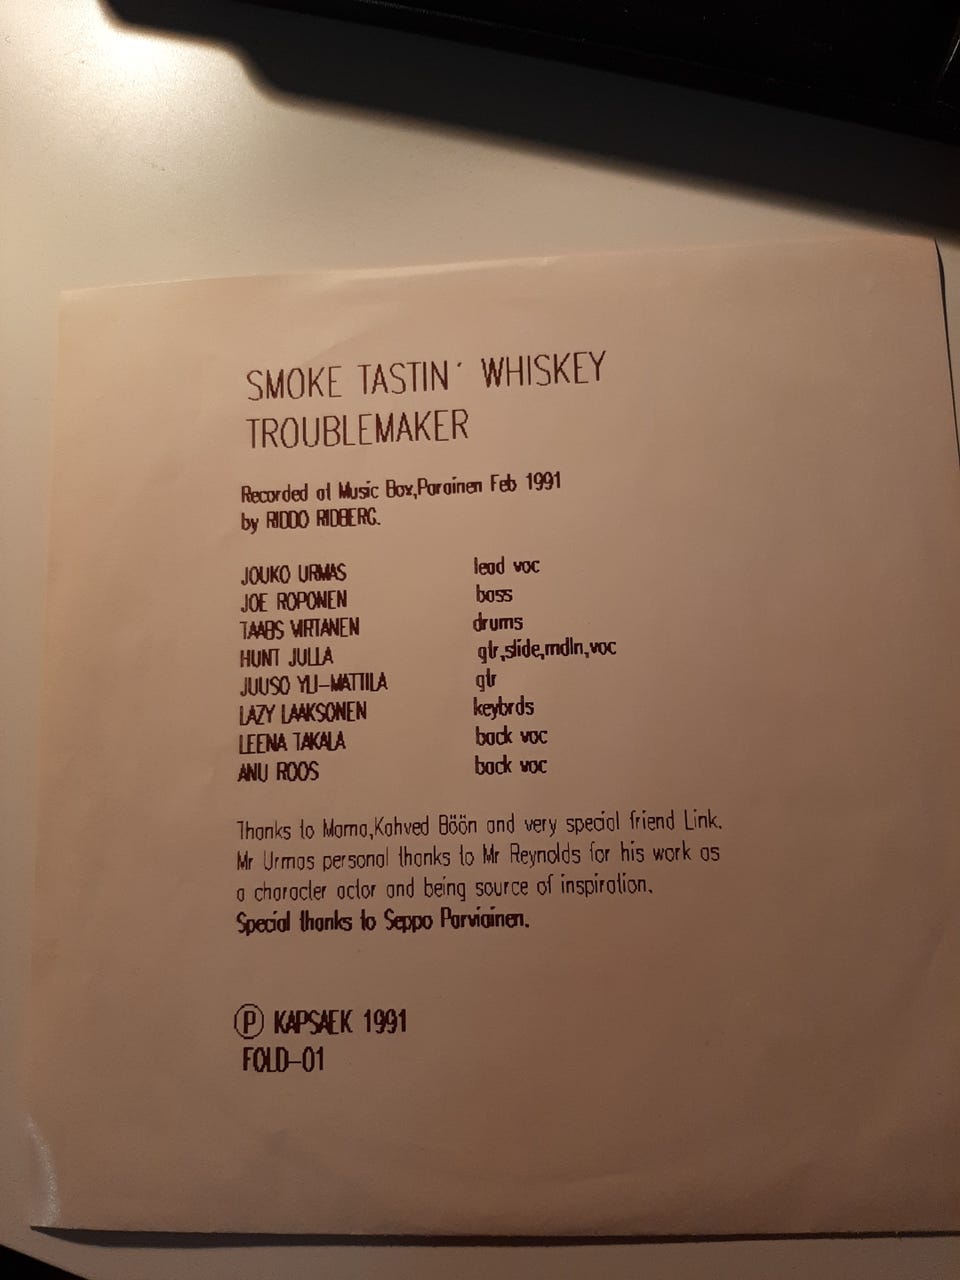 SMOKE TASTIN´ WHISKEY
TROUBLEMAKER
Recorded at Music Box,Parainen Feb 1991
by RIDDO RIDBERG.
JOUKO URMAS lead voc
JOE ROPONEN bass
TAABS VIRTANEN drums
HUNT JULLA gtr,slide,mdln,voc
JUUSO YLI-MATTILA gtr
LAZY LAAKSONEN keybrds
LEENA TAKALA back voc
ANU ROOS back voc
Thanks to Mama,Kahved Böön and very special friend Link.
Mr Urmas personal thanks to Mr Reynolds for his work as
a character actor and being source of inspiration.
Special thanks to Seppo Parviainen.
Ⓟ KAPSAEK 1991
FOLD-01